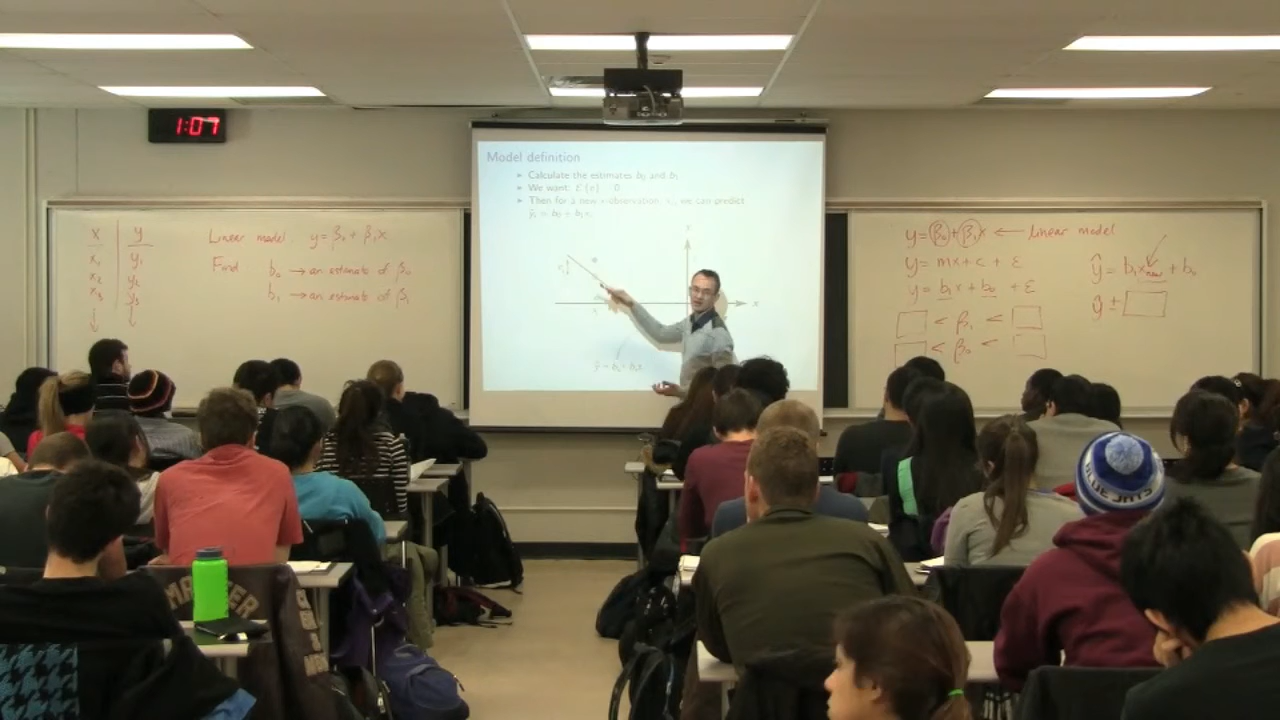 1:07
Model definition
► Calculate the estimates b₀ and b₁
► We want:
► Then for a new x-observation, we can predict
x y
x₁ y₁
x₂ y₂
x₃ y₃
Linear model y = β₀ + β₁x
Find b₀ → an estimate of β₀
b₁ → an estimate of β₁
y
x
y = β₀ + β₁x ← linear model
y = mx + c + ε
y = b₁x + b₀ + ε
□ < β₁ < □
□ < β₀ < □
ŷ = b₁xnew + b₀
ŷ ± □
BLUE JAYS